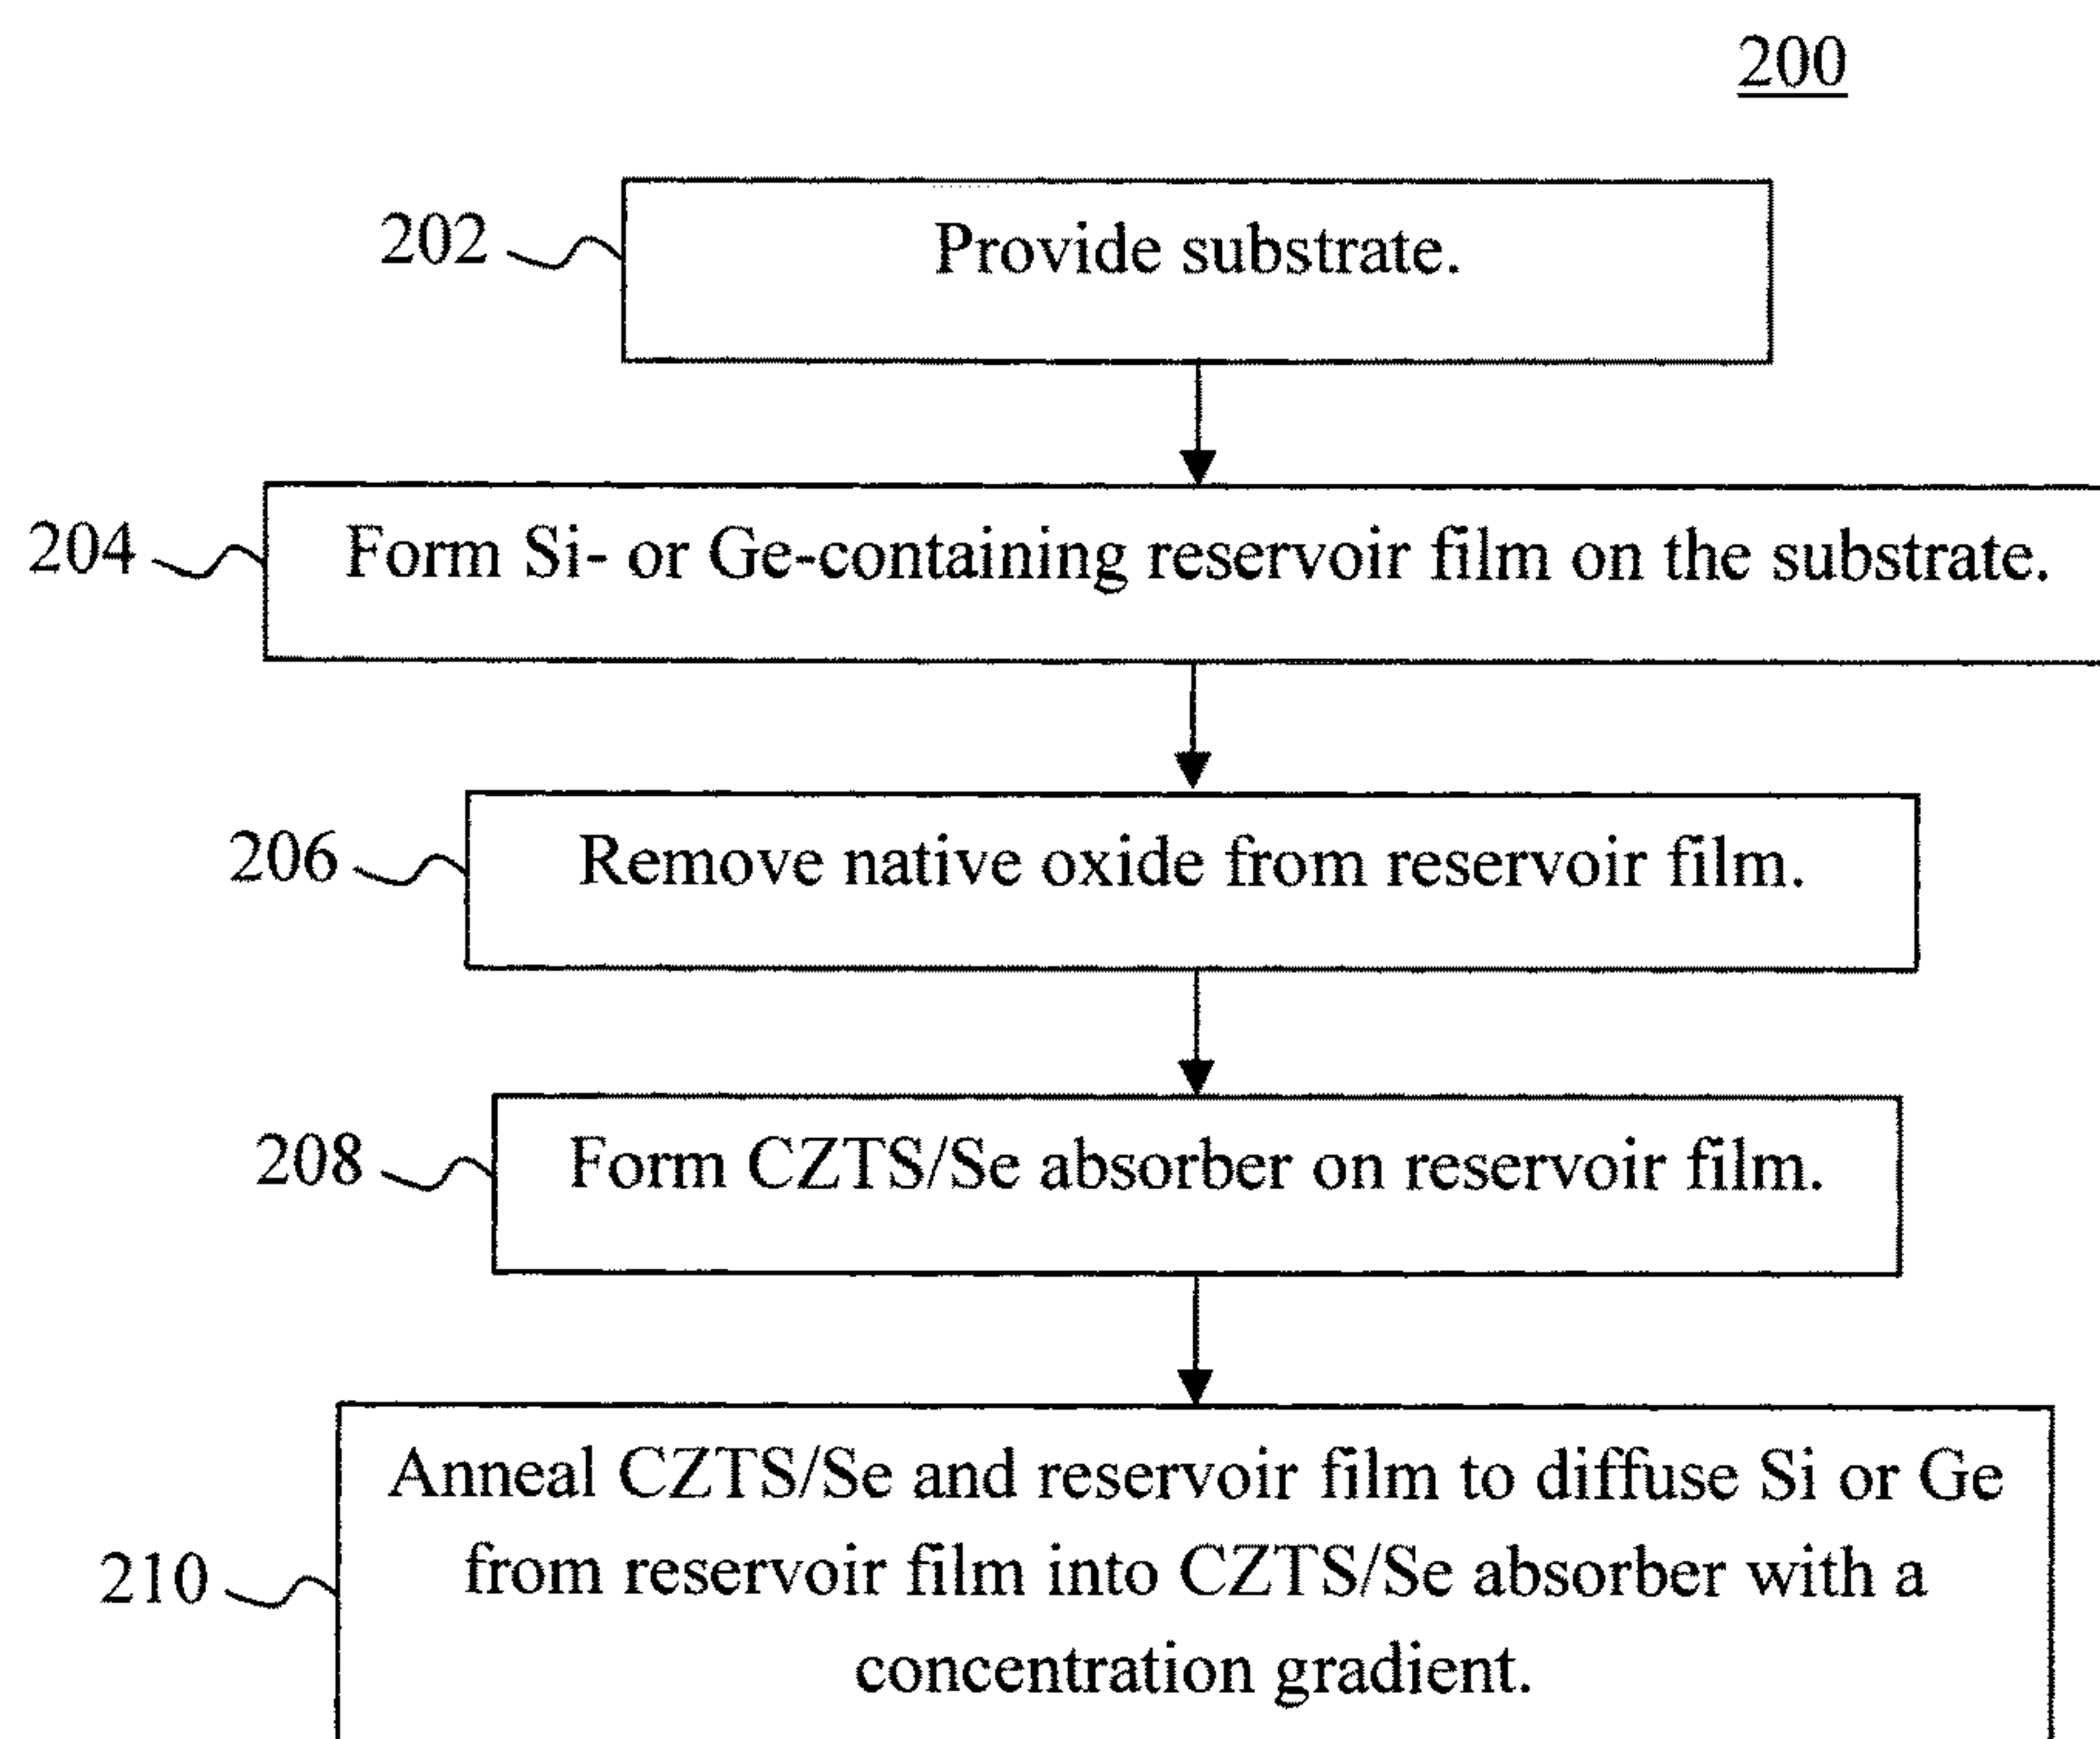 200
202
Provide substrate.
204
Form Si- or Ge-containing reservoir film on the substrate.
206
Remove native oxide from reservoir film.
208
Form CZTS/Se absorber on reservoir film.
210
Anneal CZTS/Se and reservoir film to diffuse Si or Ge
from reservoir film into CZTS/Se absorber with a
concentration gradient.